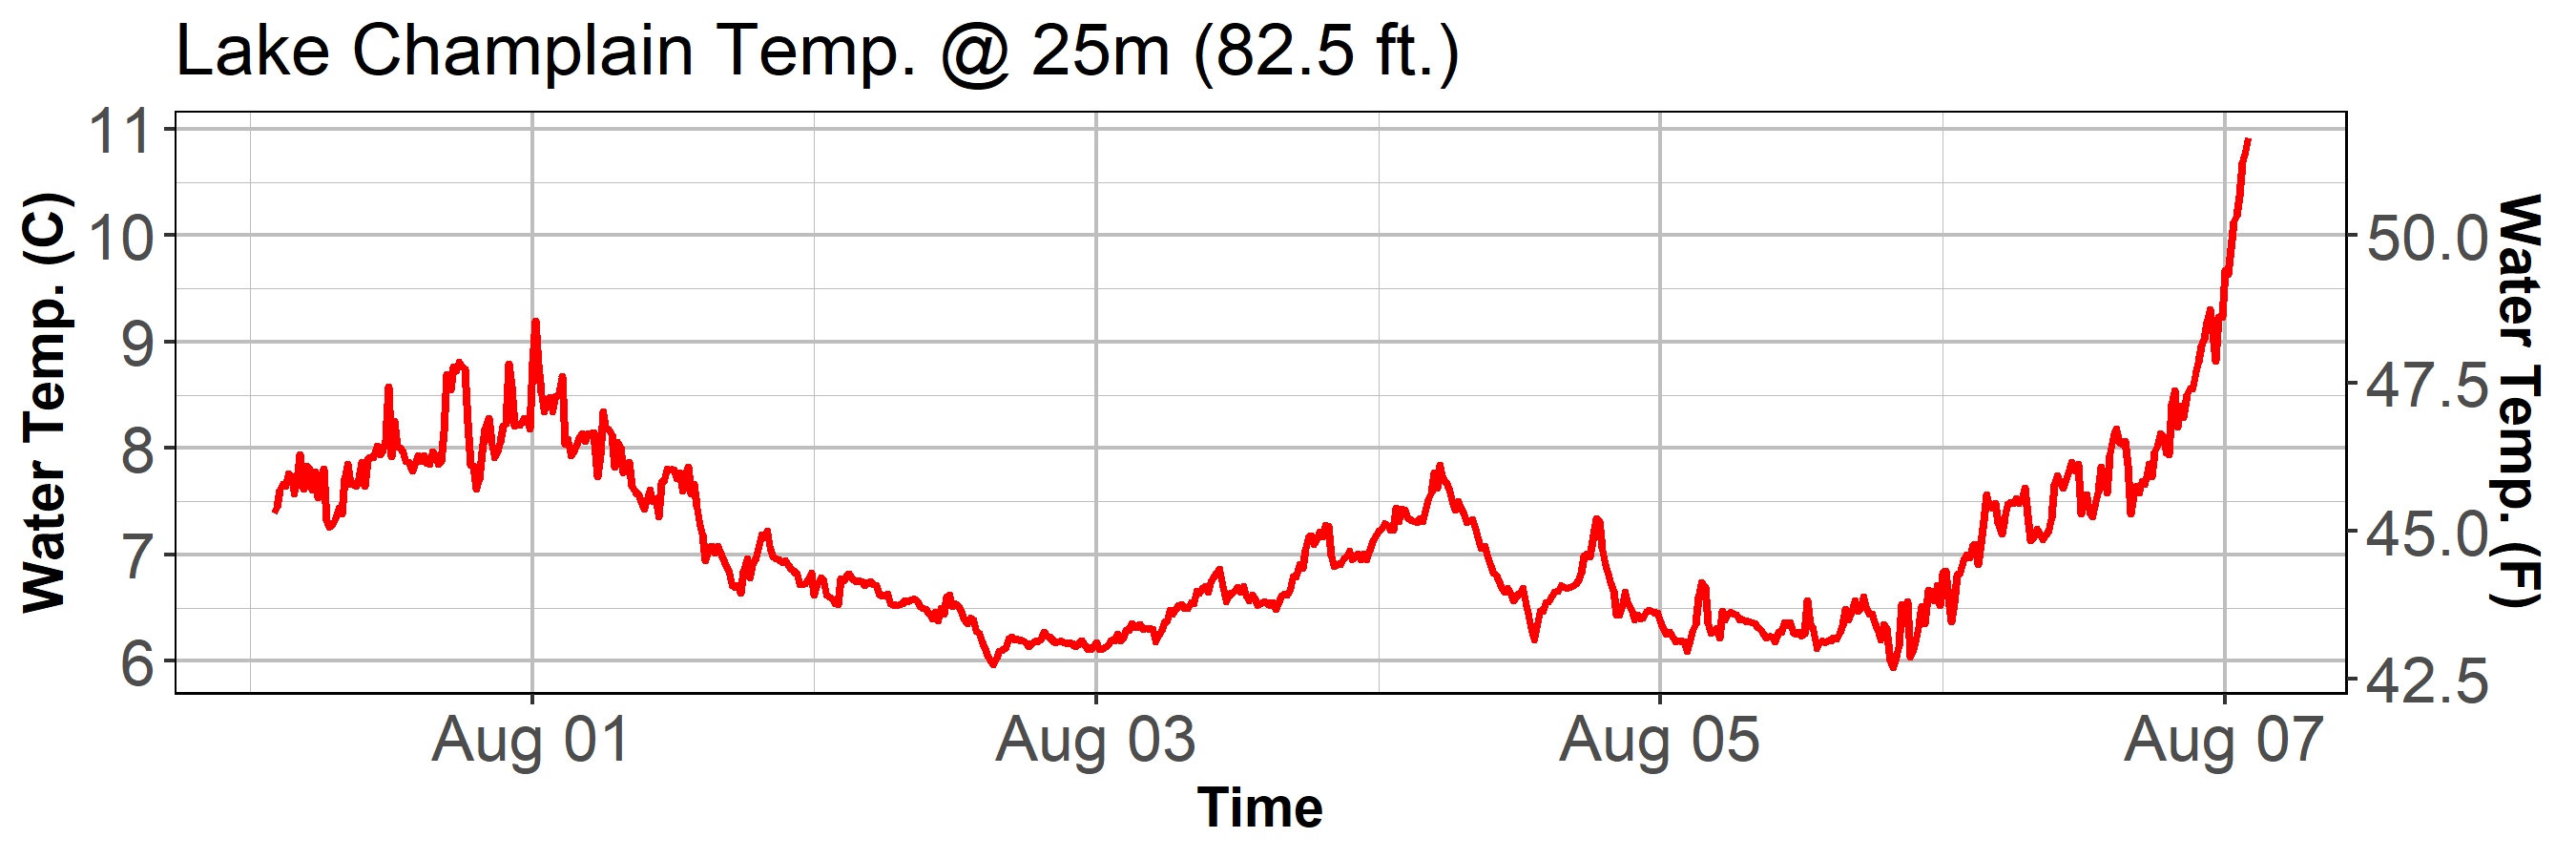 Lake Champlain Temp. @ 25m (82.5 ft.)
Water Temp. (C)
11
10
9
8
7
6
50.0
47.5
45.0
42.5
Water Temp. (F)
Aug 01 Aug 03 Aug 05 Aug 07
Time